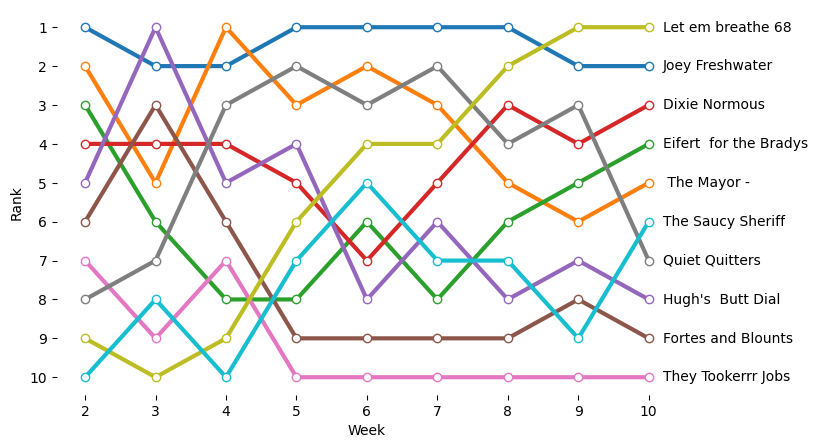 1 Let em breathe 68
2 Joey Freshwater
3 Dixie Normous
4 Eifert  for the Bradys
5 The Mayor -
6 The Saucy Sheriff
7 Quiet Quitters
8 Hugh's  Butt Dial
9 Fortes and Blounts
10 They Tookerrr Jobs
Rank
2 3 4 5 6 7 8 9 10
Week